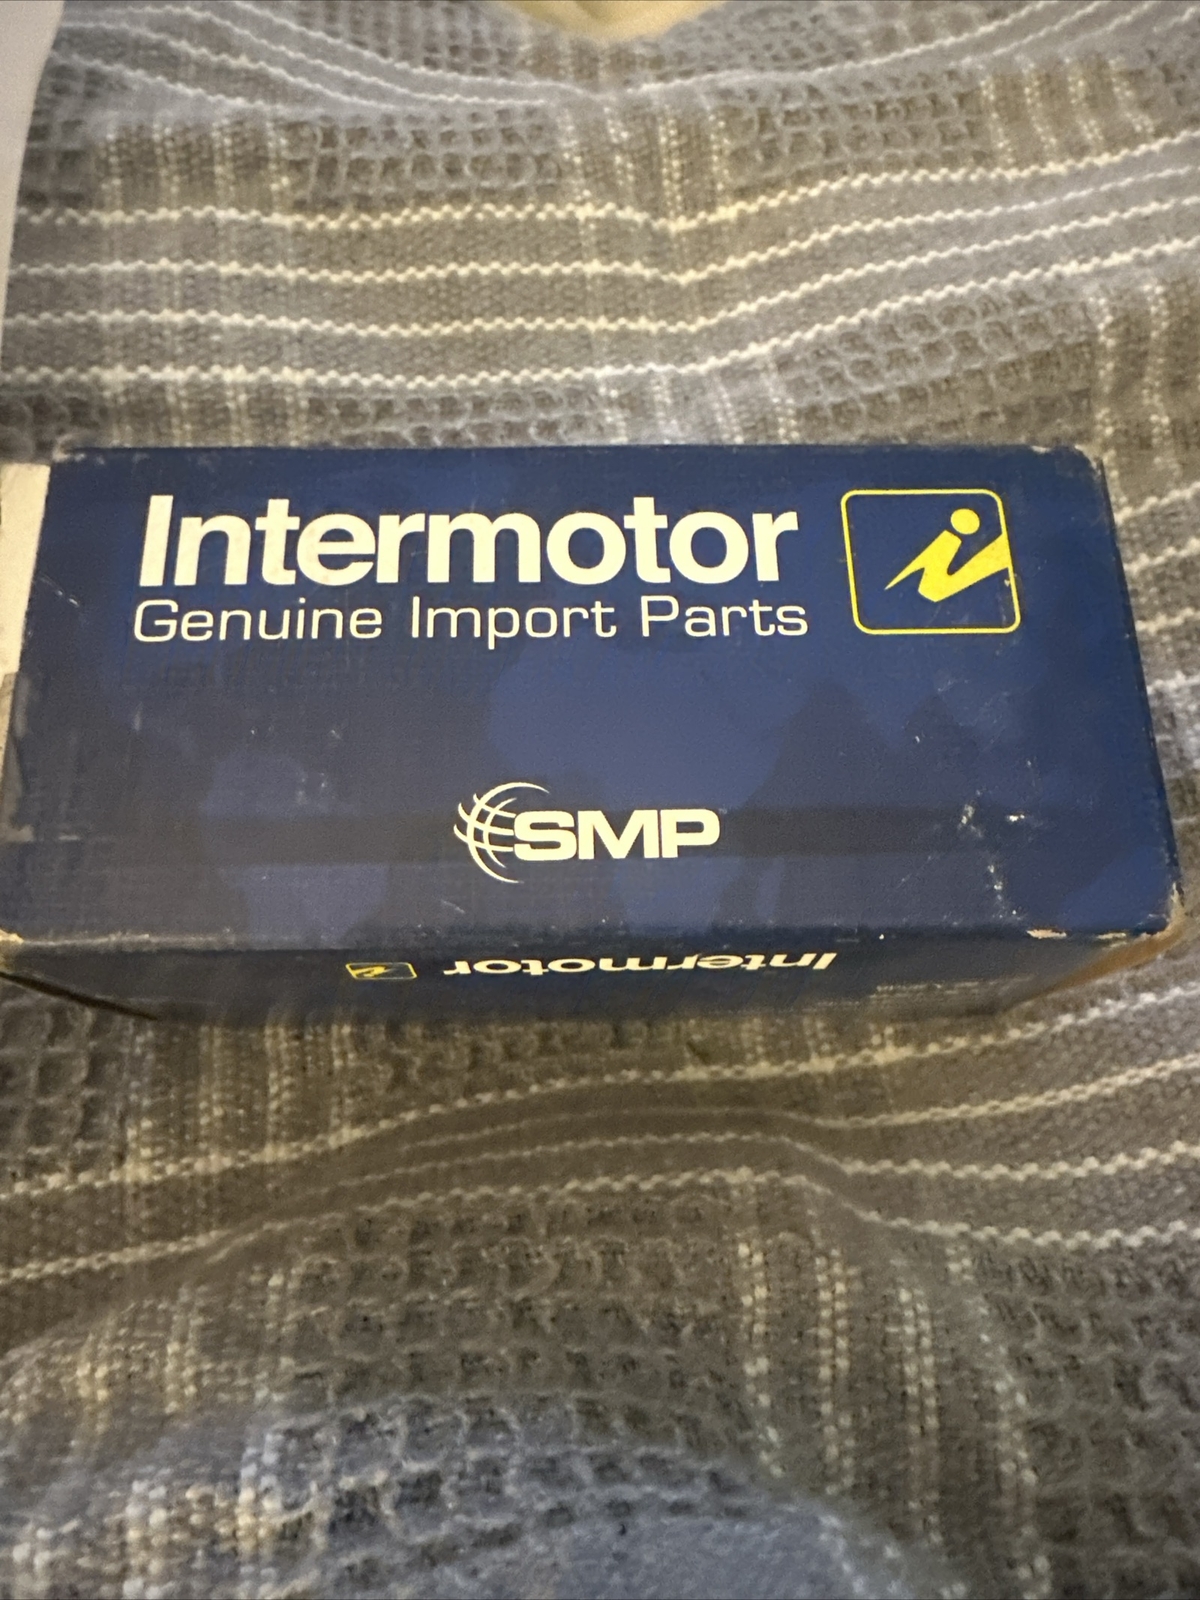 Intermotor
Genuine Import Parts
SMP
Intermotor